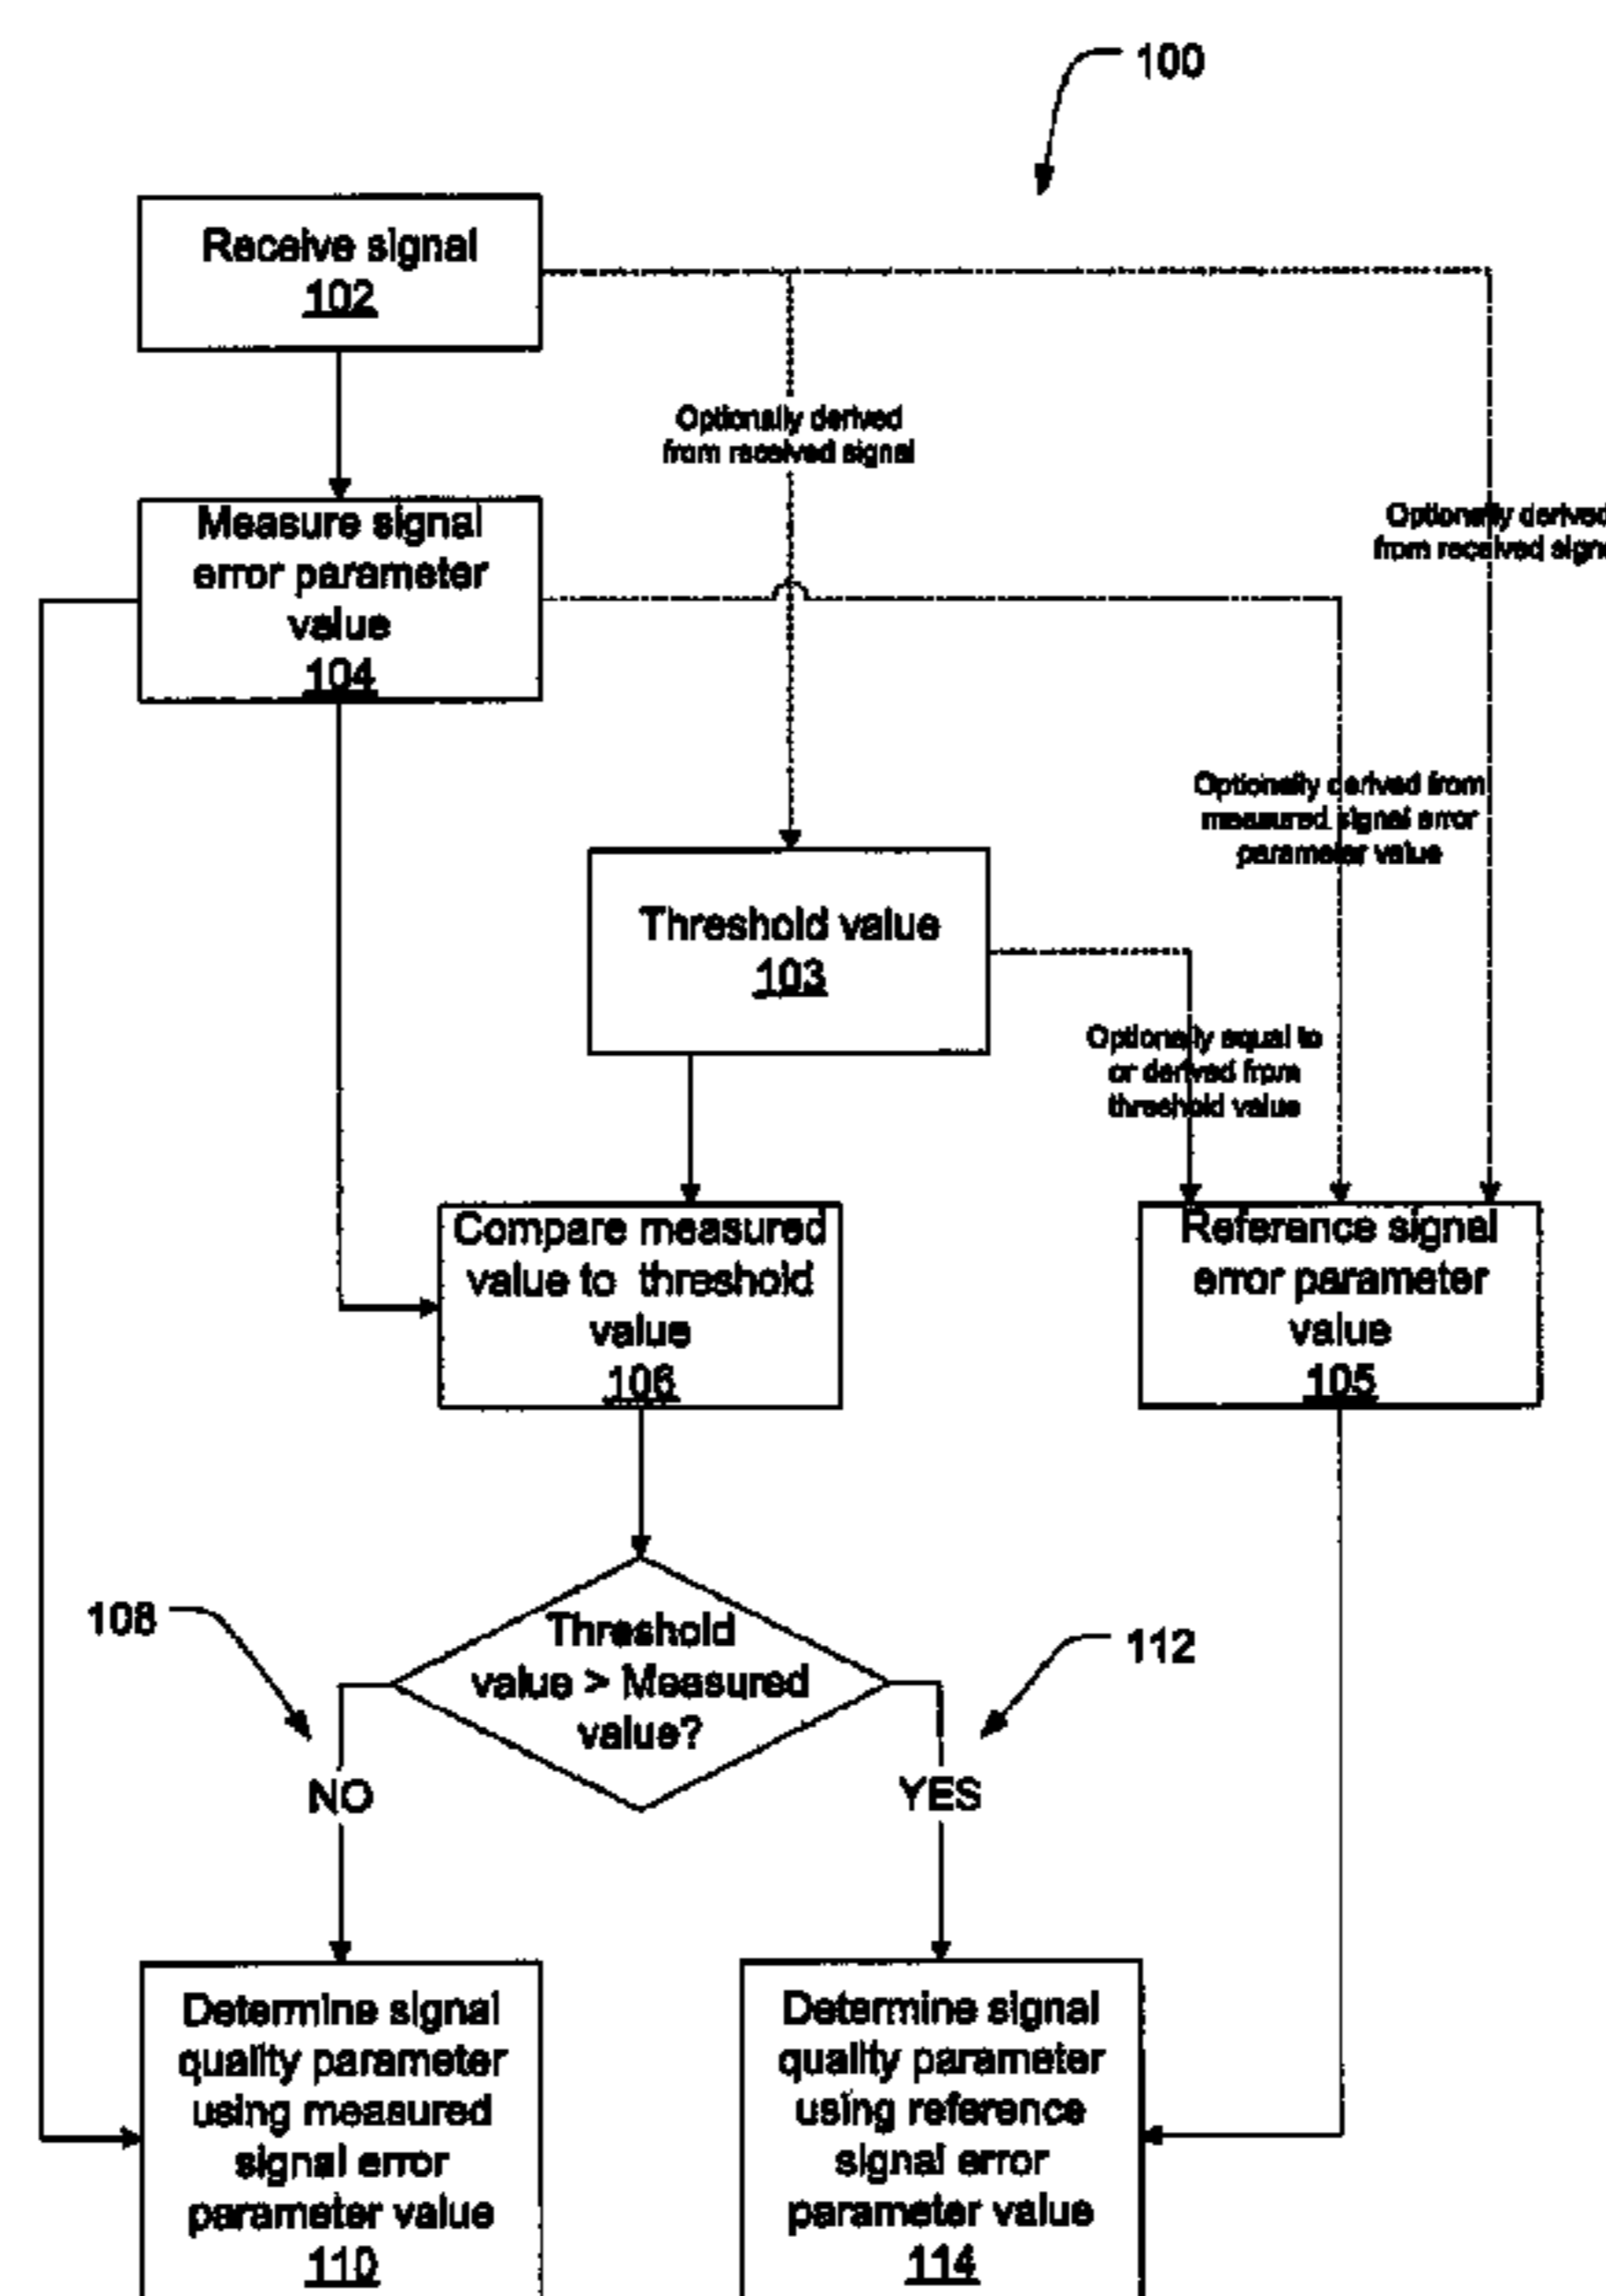 100
Receive signal
102
Optionally derived
from received signal
Optionally derived
from received
Measure signal
error parameter
value
104
Optionally derived from
measured signal error
parameter value
Threshold value
103
Optionally equal to
or derived from
threshold value
Compare measured
value to threshold
value
106
Reference signal
error parameter
value
105
108
Threshold
value > Measured
value?
112
NO
YES
Determine signal
quality parameter
using measured
signal error
parameter value
110
Determine signal
quality parameter
using reference
signal error
parameter value
114